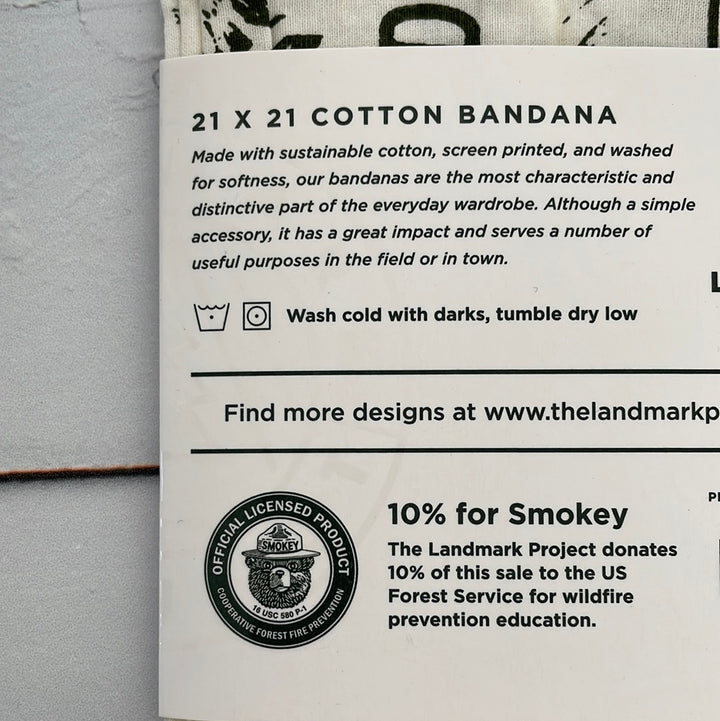 21 X 21 COTTON BANDANA
Made with sustainable cotton, screen printed, and washed
for softness, our bandanas are the most characteristic and
distinctive part of the everyday wardrobe. Although a simple
accessory, it has a great impact and serves a number of
useful purposes in the field or in town.
Wash cold with darks, tumble dry low
Find more designs at www.thelandmarkp
OFFICIAL LICENSED PRODUCT
SMOKEY
16 USC 580 P-1
COOPERATIVE FOREST FIRE PREVENTION
10% for Smokey
The Landmark Project donates
10% of this sale to the US
Forest Service for wildfire
prevention education.